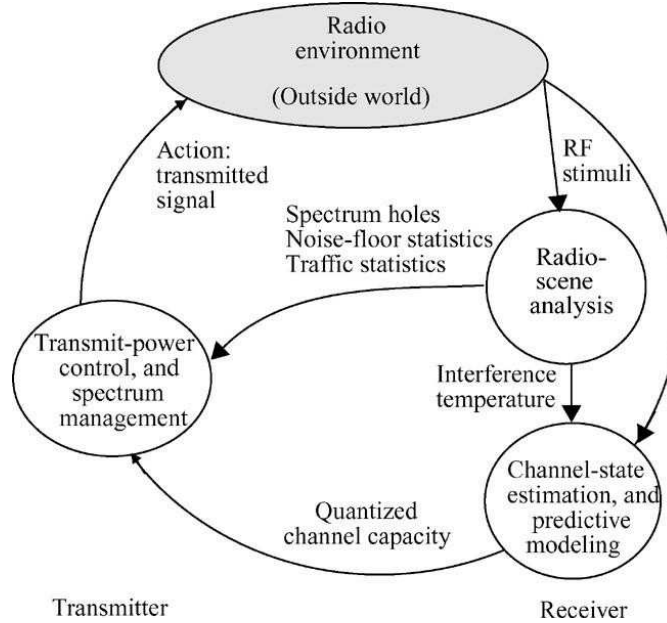 Radio
environment
(Outside world)
Action:
transmitted
signal
RF
stimuli
Spectrum holes
Noise-floor statistics
Traffic statistics
Radio-
scene
analysis
Transmit-power
control, and
spectrum
management
Interference
temperature
Channel-state
estimation, and
predictive
modeling
Quantized
channel capacity
Transmitter
Receiver